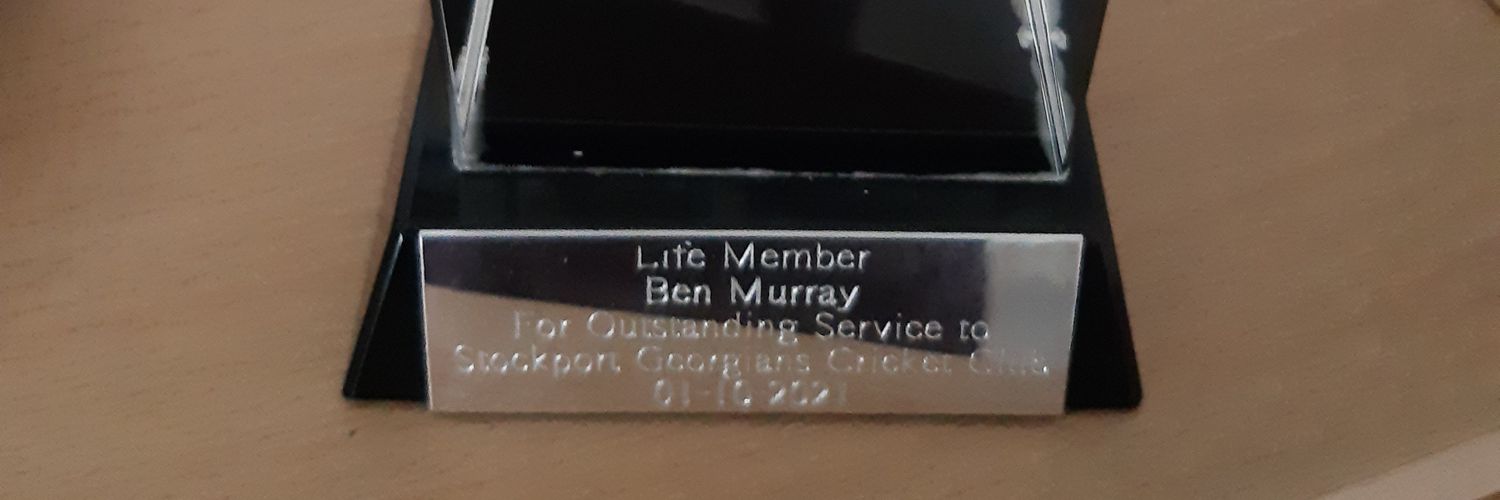 Life Member
Ben Murray
For Outstanding Service to
Stockport Georgians Cricket Club
01-10-2021